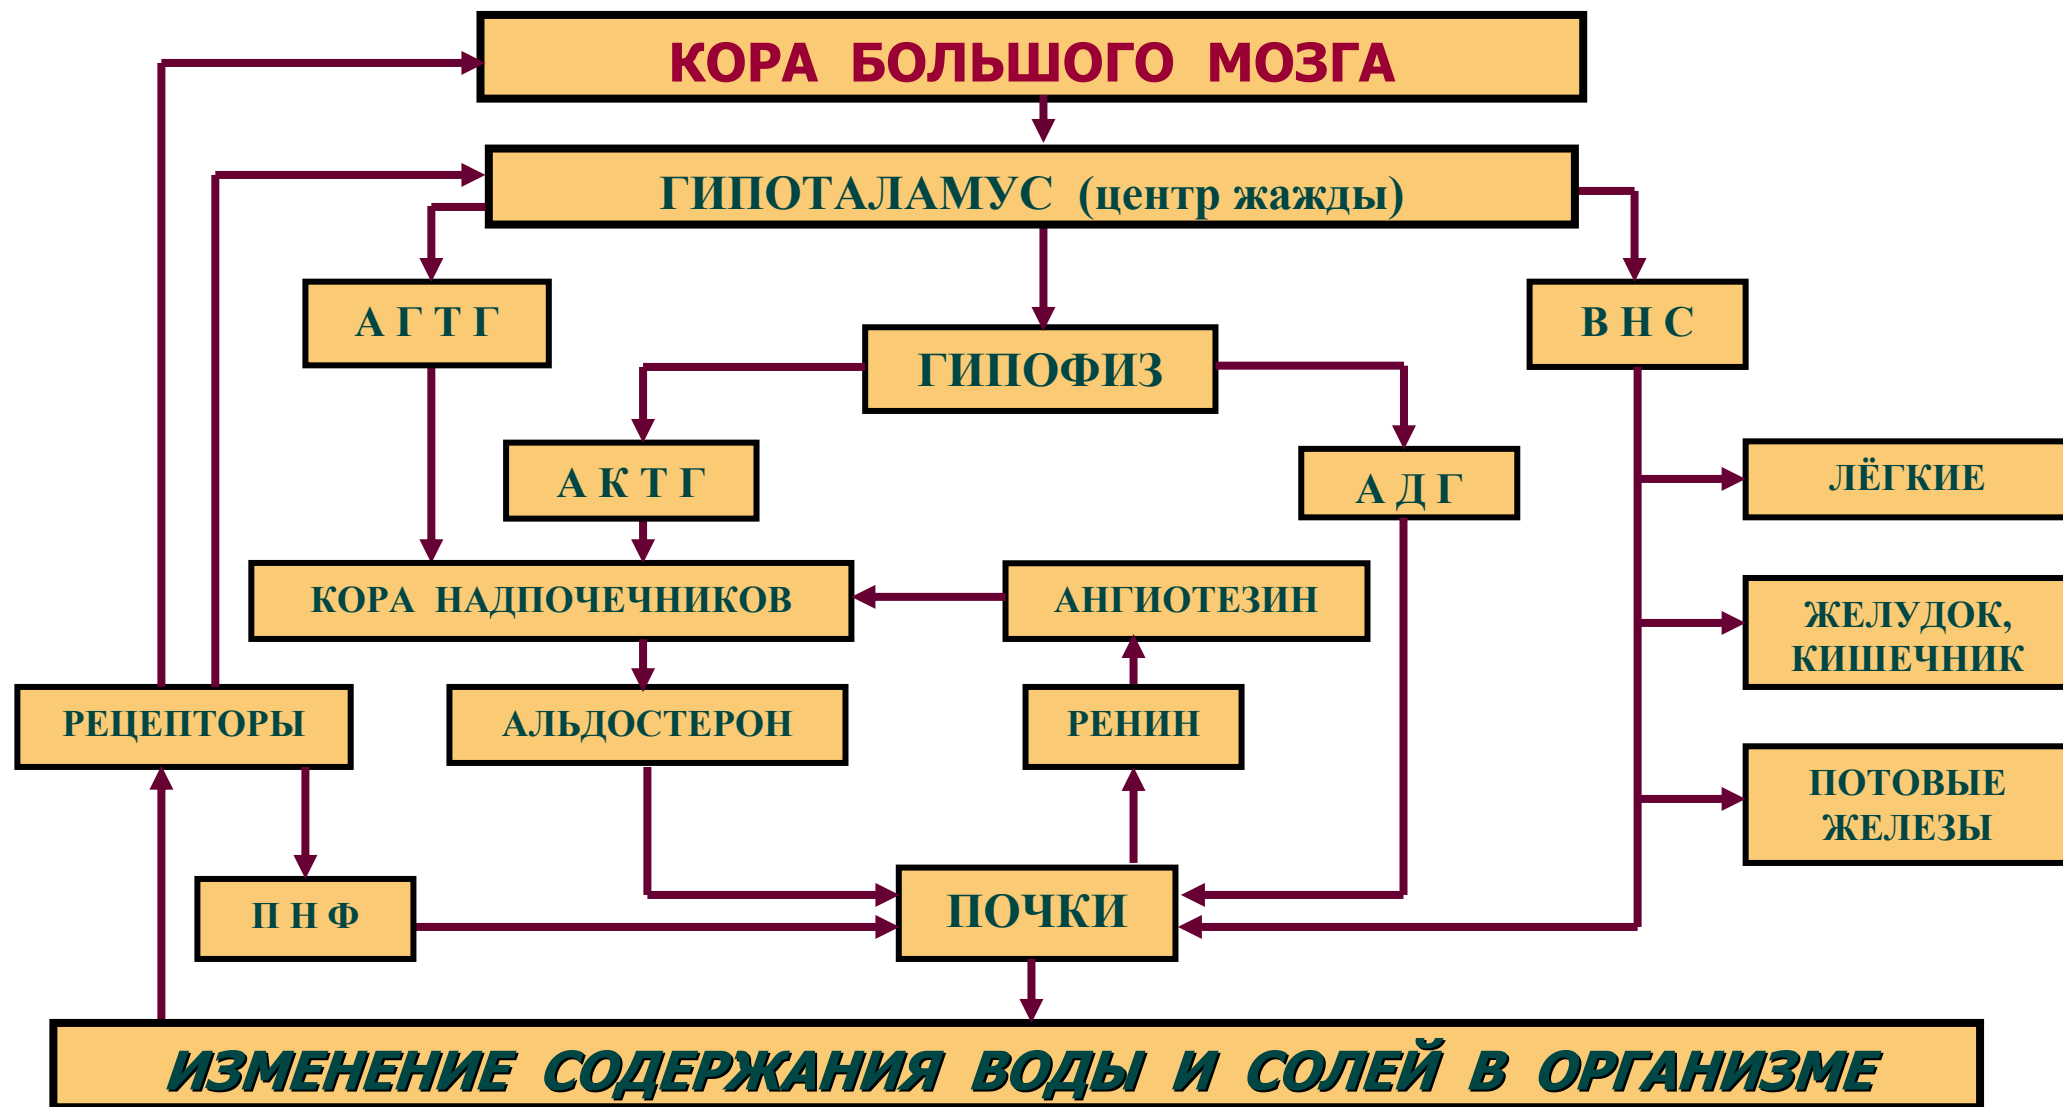 КОРА БОЛЬШОГО МОЗГА
ГИПОТАЛАМУС (центр жажды)
А Г Т Г
В Н С
ГИПОФИЗ
А К Т Г
А Д Г
ЛЁГКИЕ
КОРА НАДПОЧЕЧНИКОВ
АНГИОТЕЗИН
ЖЕЛУДОК,
КИШЕЧНИК
РЕЦЕПТОРЫ
АЛЬДОСТЕРОН
РЕНИН
ПОТОВЫЕ
ЖЕЛЕЗЫ
П Н Ф
ПОЧКИ
ИЗМЕНЕНИЕ СОДЕРЖАНИЯ ВОДЫ И СОЛЕЙ В ОРГАНИЗМЕ